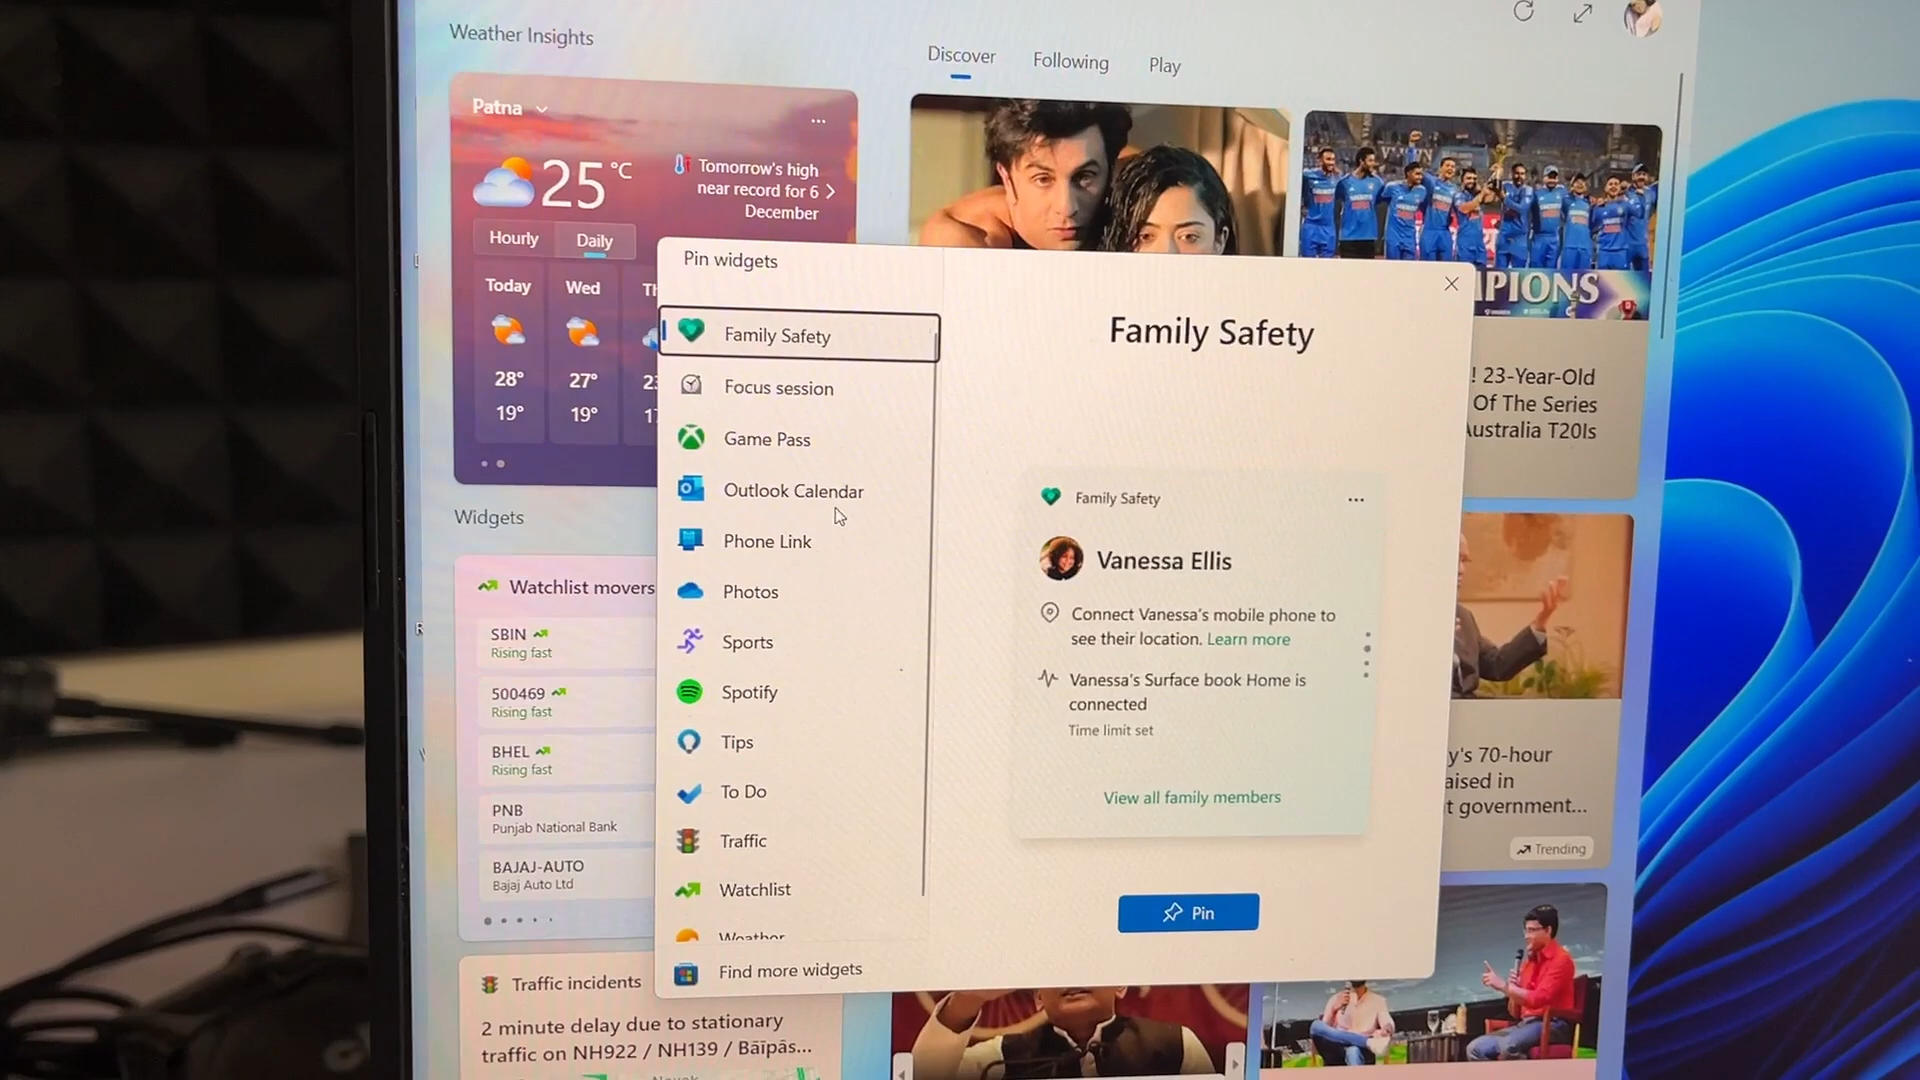 Weather Insights
Discover
Following
Play
Patna
25 °C
Tomorrow's high
near record for 6
December
Hourly
Daily
Today
Wed
28°
27°
19°
19°
Widgets
Watchlist movers
SBIN
Rising fast
500469
Rising fast
BHEL
Rising fast
PNB
Punjab National Bank
BAJAJ-AUTO
Bajaj Auto Ltd
Traffic incidents
2 minute delay due to stationary
traffic on NH922 / NH139 / Bāīpās...
Pin widgets
Family Safety
Focus session
Game Pass
Outlook Calendar
Phone Link
Photos
Sports
Spotify
Tips
To Do
Traffic
Watchlist
Weather
Find more widgets
Family Safety
Family Safety
Vanessa Ellis
Connect Vanessa's mobile phone to
see their location. Learn more
Vanessa's Surface book Home is
connected
Time limit set
View all family members
Pin
! 23-Year-Old
Of The Series
Australia T20Is
y's 70-hour
aised in
t government...
Trending